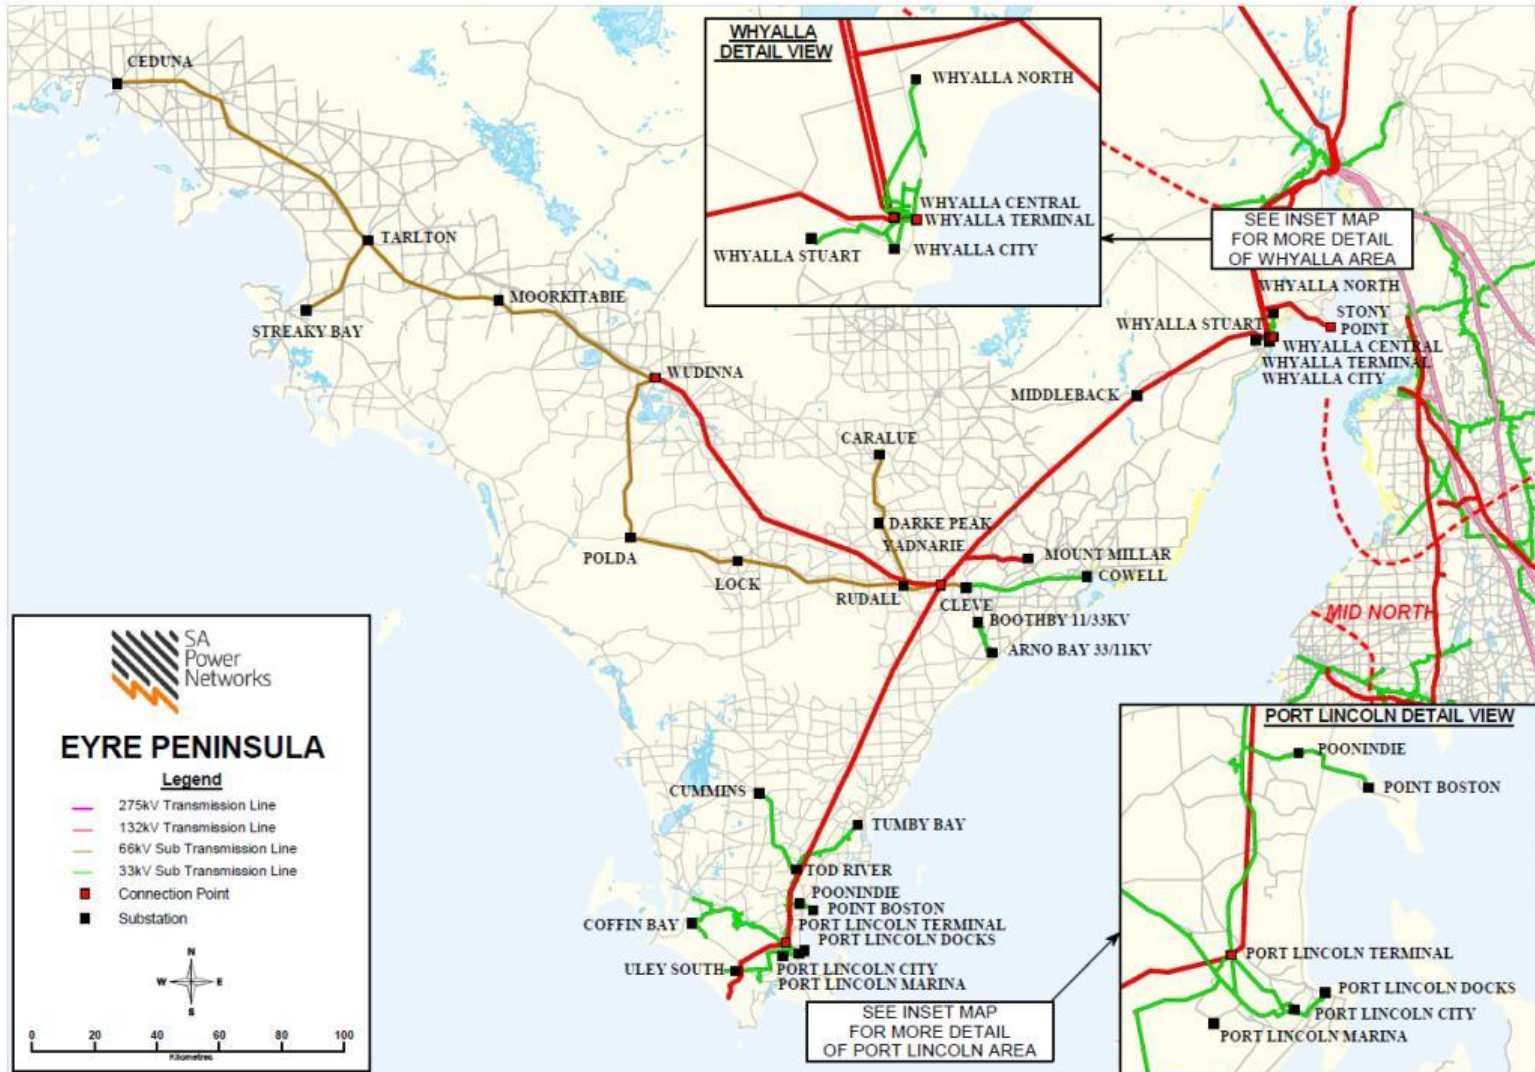 CEDUNA
TARLTON
STREAKY BAY
MOORKITABIE
WUDINNA
POLDA
LOCK
CARALUE
DARKE PEAK
YADNARIE
RUDALL
CLEVE
MOUNT MILLAR
COWELL
BOOTHBY 11/33KV
ARNO BAY 33/11KV
MIDDLEBACK
WHYALLA
DETAIL VIEW
WHYALLA NORTH
WHYALLA CENTRAL
WHYALLA TERMINAL
WHYALLA STUART
WHYALLA CITY
SEE INSET MAP
FOR MORE DETAIL
OF WHYALLA AREA
WHYALLA NORTH
STONY
POINT
WHYALLA STUART
WHYALLA CENTRAL
WHYALLA TERMINAL
WHYALLA CITY
MID NORTH
CUMMINS
TUMBY BAY
TOD RIVER
POONINDIE
POINT BOSTON
COFFIN BAY
PORT LINCOLN TERMINAL
PORT LINCOLN DOCKS
ULEY SOUTH
PORT LINCOLN CITY
PORT LINCOLN MARINA
SEE INSET MAP
FOR MORE DETAIL
OF PORT LINCOLN AREA
PORT LINCOLN DETAIL VIEW
POONINDIE
POINT BOSTON
PORT LINCOLN TERMINAL
PORT LINCOLN DOCKS
PORT LINCOLN CITY
PORT LINCOLN MARINA
SA
Power
Networks
EYRE PENINSULA
Legend
275kV Transmission Line
132kV Transmission Line
66kV Sub Transmission Line
33kV Sub Transmission Line
Connection Point
Substation
N
W E
S
0 20 40 60 80 100
Kilometres